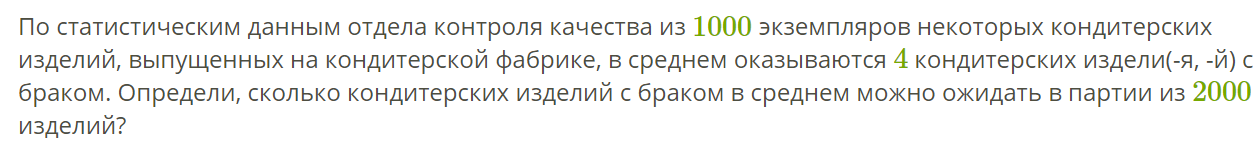 По статистическим данным отдела контроля качества из 1000 экземпляров некоторых кондитерских
изделий, выпущенных на кондитерской фабрике, в среднем оказываются 4 кондитерских издели(-я, -й) с
браком. Определи, сколько кондитерских изделий с браком в среднем можно ожидать в партии из 2000
изделий?